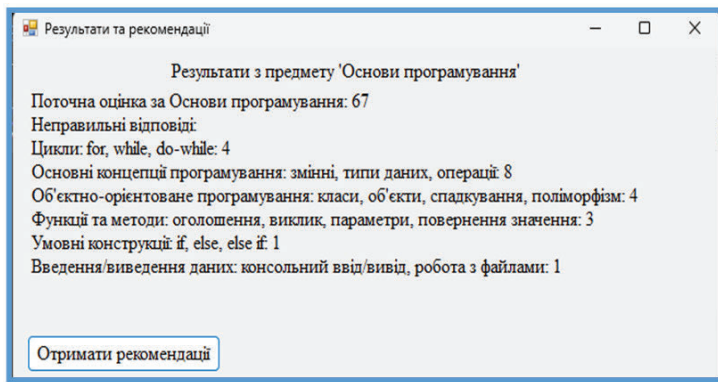 Результати та рекомендації
Результати з предмету 'Основи програмування'
Поточна оцінка за Основи програмування: 67
Неправильні відповіді:
Цикли: for, while, do-while: 4
Основні концепції програмування: змінні, типи даних, операції: 8
Об'єктно-орієнтоване програмування: класи, об'єкти, спадкування, поліморфізм: 4
Функції та методи: оголошення, виклик, параметри, повернення значення: 3
Умовні конструкції: if, else, else if: 1
Введення/виведення даних: консольний ввід/вивід, робота з файлами: 1
Отримати рекомендації